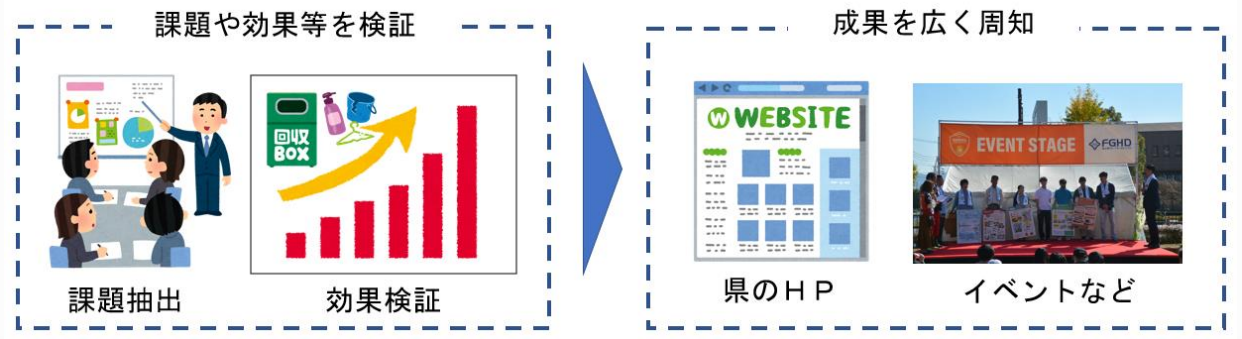 課題や効果等を検証
成果を広く周知
回収
BOX
W WEBSITE
EVENT STAGE
FGHD
課題抽出
効果検証
県のＨＰ
イベントなど